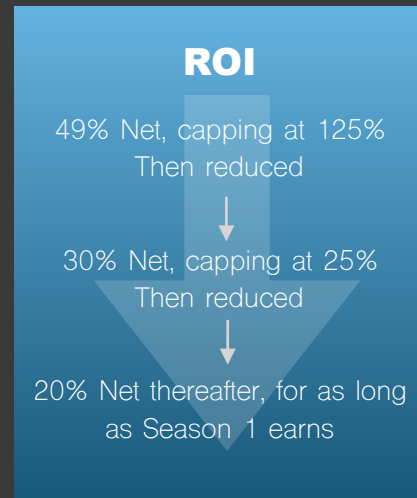 ROI
49% Net, capping at 125%
Then reduced
30% Net, capping at 25%
Then reduced
20% Net thereafter, for as long
as Season 1 earns